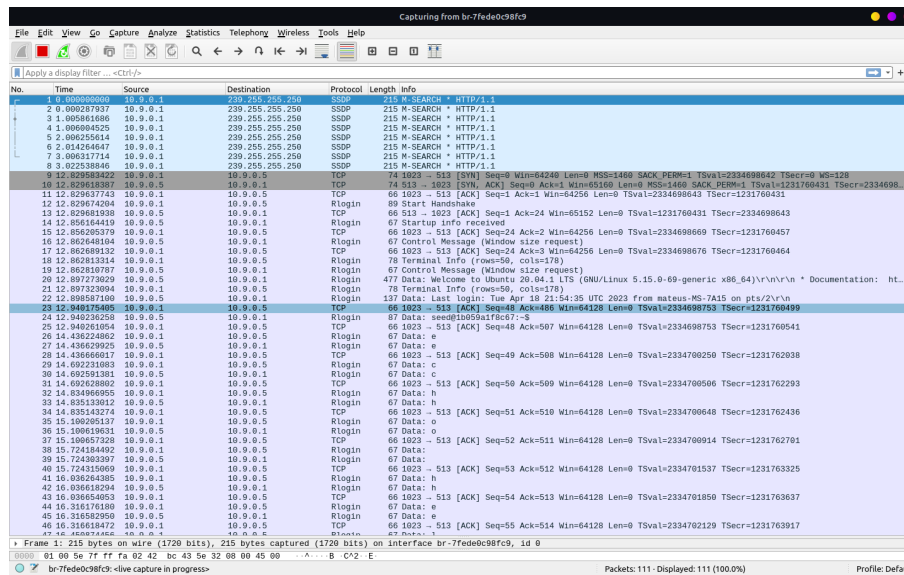 Capturing from br-7fede0c98fc9
File Edit View Go Capture Analyze Statistics Telephony Wireless Tools Help
Apply a display filter ... <Ctrl-/>
No. Time Source Destination Protocol Length Info
1 0.000000000 10.9.0.1 239.255.255.250 SSDP 215 M-SEARCH * HTTP/1.1
2 0.000287937 10.9.0.1 239.255.255.250 SSDP 215 M-SEARCH * HTTP/1.1
3 1.005861686 10.9.0.1 239.255.255.250 SSDP 215 M-SEARCH * HTTP/1.1
4 1.006004525 10.9.0.1 239.255.255.250 SSDP 215 M-SEARCH * HTTP/1.1
5 2.006255614 10.9.0.1 239.255.255.250 SSDP 215 M-SEARCH * HTTP/1.1
6 2.014264647 10.9.0.1 239.255.255.250 SSDP 215 M-SEARCH * HTTP/1.1
7 3.006317714 10.9.0.1 239.255.255.250 SSDP 215 M-SEARCH * HTTP/1.1
8 3.022538846 10.9.0.1 239.255.255.250 SSDP 215 M-SEARCH * HTTP/1.1
9 12.829583422 10.9.0.1 10.9.0.5 TCP 74 1023 → 513 [SYN] Seq=0 Win=64240 Len=0 MSS=1460 SACK_PERM=1 TSval=2334698642 TSecr=0 WS=128
10 12.829618387 10.9.0.5 10.9.0.1 TCP 74 513 → 1023 [SYN, ACK] Seq=0 Ack=1 Win=65160 Len=0 MSS=1460 SACK_PERM=1 TSval=1231760431 TSecr=2334698…
11 12.829637743 10.9.0.1 10.9.0.5 TCP 66 1023 → 513 [ACK] Seq=1 Ack=1 Win=64256 Len=0 TSval=2334698643 TSecr=1231760431
12 12.829674204 10.9.0.1 10.9.0.5 Rlogin 89 Start Handshake
13 12.829681938 10.9.0.5 10.9.0.1 TCP 66 513 → 1023 [ACK] Seq=1 Ack=24 Win=65152 Len=0 TSval=1231760431 TSecr=2334698643
14 12.856164419 10.9.0.5 10.9.0.1 Rlogin 67 Startup info received
15 12.856205379 10.9.0.1 10.9.0.5 TCP 66 1023 → 513 [ACK] Seq=24 Ack=2 Win=64256 Len=0 TSval=2334698669 TSecr=1231760457
16 12.862648104 10.9.0.5 10.9.0.1 Rlogin 67 Control Message (Window size request)
17 12.862689132 10.9.0.1 10.9.0.5 TCP 66 1023 → 513 [ACK] Seq=24 Ack=3 Win=64256 Len=0 TSval=2334698676 TSecr=1231760464
18 12.862813314 10.9.0.1 10.9.0.5 Rlogin 78 Terminal Info (rows=50, cols=178)
19 12.862810787 10.9.0.5 10.9.0.1 Rlogin 67 Control Message (Window size request)
20 12.897273029 10.9.0.5 10.9.0.1 Rlogin 477 Data: Welcome to Ubuntu 20.04.1 LTS (GNU/Linux 5.15.0-69-generic x86_64)\r\n\r\n * Documentation: ht…
21 12.897323094 10.9.0.1 10.9.0.5 Rlogin 78 Terminal Info (rows=50, cols=178)
22 12.898587100 10.9.0.5 10.9.0.1 Rlogin 137 Data: Last login: Tue Apr 18 21:54:35 UTC 2023 from mateus-MS-7A15 on pts/2\r\n
23 12.940175405 10.9.0.1 10.9.0.5 TCP 66 1023 → 513 [ACK] Seq=48 Ack=486 Win=64128 Len=0 TSval=2334698753 TSecr=1231760499
24 12.940236258 10.9.0.5 10.9.0.1 Rlogin 87 Data: seed@1b059a1f8c67:~$
25 12.940261054 10.9.0.1 10.9.0.5 TCP 66 1023 → 513 [ACK] Seq=48 Ack=507 Win=64128 Len=0 TSval=2334698753 TSecr=1231760541
26 14.436224862 10.9.0.1 10.9.0.5 Rlogin 67 Data: e
27 14.436629925 10.9.0.5 10.9.0.1 Rlogin 67 Data: e
28 14.436666017 10.9.0.1 10.9.0.5 TCP 66 1023 → 513 [ACK] Seq=49 Ack=508 Win=64128 Len=0 TSval=2334700250 TSecr=1231762038
29 14.692231083 10.9.0.1 10.9.0.5 Rlogin 67 Data: c
30 14.692591381 10.9.0.5 10.9.0.1 Rlogin 67 Data: c
31 14.692628802 10.9.0.1 10.9.0.5 TCP 66 1023 → 513 [ACK] Seq=50 Ack=509 Win=64128 Len=0 TSval=2334700506 TSecr=1231762293
32 14.834966955 10.9.0.1 10.9.0.5 Rlogin 67 Data: h
33 14.835133012 10.9.0.5 10.9.0.1 Rlogin 67 Data: h
34 14.835143274 10.9.0.1 10.9.0.5 TCP 66 1023 → 513 [ACK] Seq=51 Ack=510 Win=64128 Len=0 TSval=2334700648 TSecr=1231762436
35 15.100205137 10.9.0.1 10.9.0.5 Rlogin 67 Data: o
36 15.100619631 10.9.0.5 10.9.0.1 Rlogin 67 Data: o
37 15.100657328 10.9.0.1 10.9.0.5 TCP 66 1023 → 513 [ACK] Seq=52 Ack=511 Win=64128 Len=0 TSval=2334700914 TSecr=1231762701
38 15.724184492 10.9.0.1 10.9.0.5 Rlogin 67 Data:
39 15.724303397 10.9.0.5 10.9.0.1 Rlogin 67 Data:
40 15.724315069 10.9.0.1 10.9.0.5 TCP 66 1023 → 513 [ACK] Seq=53 Ack=512 Win=64128 Len=0 TSval=2334701537 TSecr=1231763325
41 16.036264385 10.9.0.1 10.9.0.5 Rlogin 67 Data: h
42 16.036618294 10.9.0.5 10.9.0.1 Rlogin 67 Data: h
43 16.036654053 10.9.0.1 10.9.0.5 TCP 66 1023 → 513 [ACK] Seq=54 Ack=513 Win=64128 Len=0 TSval=2334701850 TSecr=1231763637
44 16.316176180 10.9.0.1 10.9.0.5 Rlogin 67 Data: e
45 16.316582950 10.9.0.5 10.9.0.1 Rlogin 67 Data: e
46 16.316618472 10.9.0.1 10.9.0.5 TCP 66 1023 → 513 [ACK] Seq=55 Ack=514 Win=64128 Len=0 TSval=2334702129 TSecr=1231763917
Frame 1: 215 bytes on wire (1720 bits), 215 bytes captured (1720 bits) on interface br-7fede0c98fc9, id 0
0000 01 00 5e 7f ff fa 02 42 bc 43 5e 32 08 00 45 00 ··^····B ·C^2··E·
br-7fede0c98fc9: <live capture in progress> Packets: 111 · Displayed: 111 (100.0%) Profile: Defa